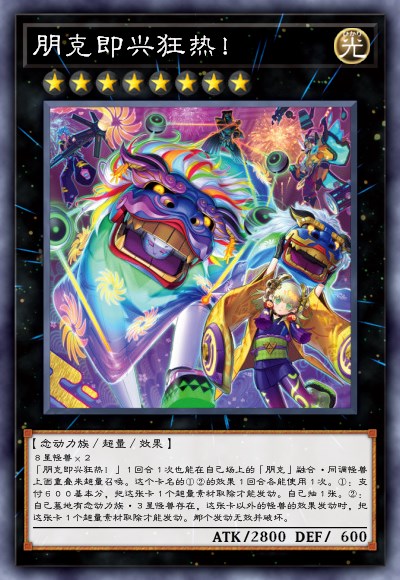 朋克即兴狂热！
ひかり
光
【念动力族／超量／效果】
８星怪兽×２
「朋克即兴狂热！」１回合１次也能在自己场上的「朋克」融合·同调怪兽
上面重叠来超量召唤。这个卡名的①②的效果１回合各能使用１次。①：支
付６００基本分，把这张卡１个超量素材取除才能发动。自己抽１张。②：
自己墓地有念动力族·３星怪兽存在，这张卡以外的怪兽的效果发动时，把
这张卡１个超量素材取除才能发动。那个发动无效并破坏。
ATK/2800 DEF/ 600